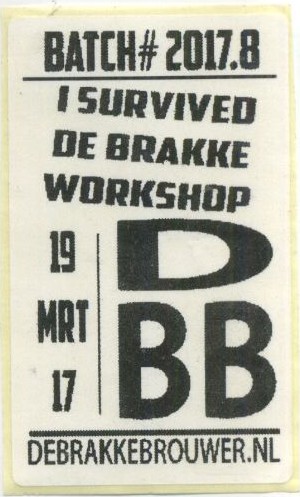 BATCH# 2017.8
I SURVIVED
DE BRAKKE
WORKSHOP
19
MRT
17
D
BB
DEBRAKKEBROUWER.NL